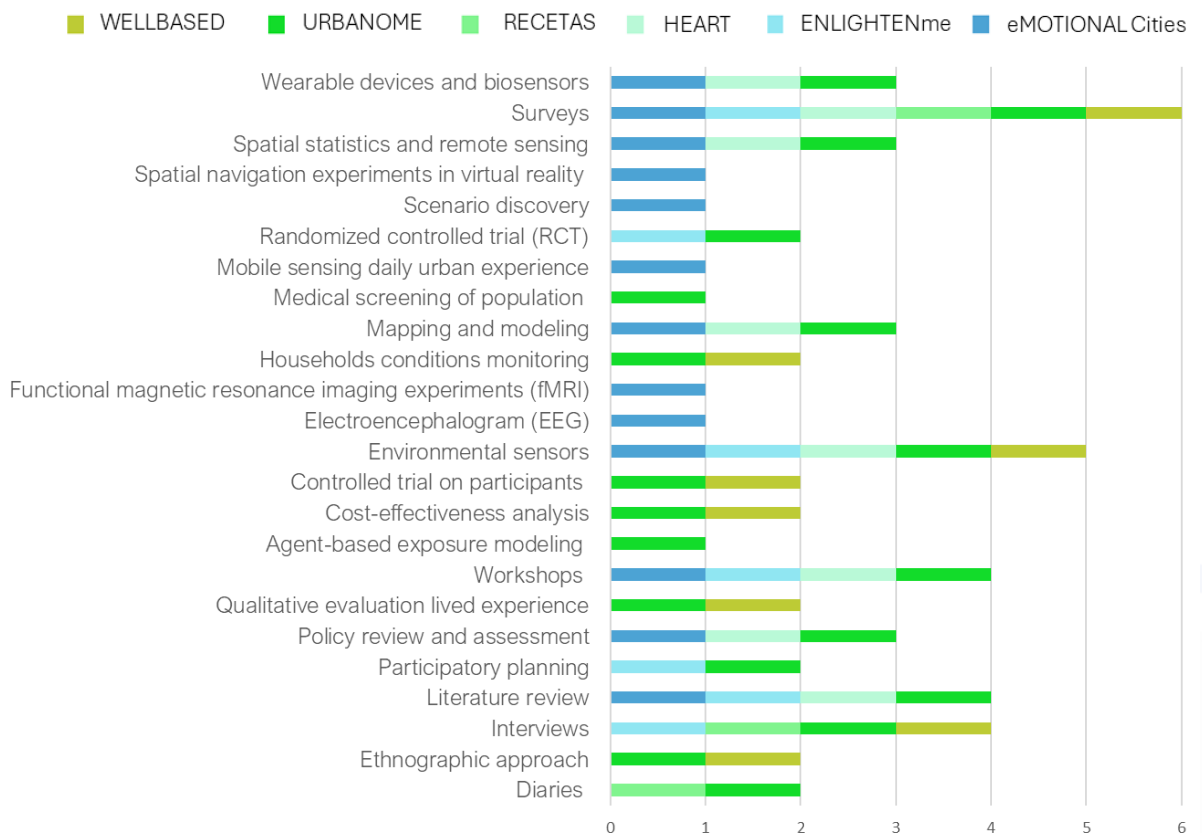 WELLBASED URBANOME RECETAS HEART ENLIGHTENme eMOTIONAL Cities
Wearable devices and biosensors
Surveys
Spatial statistics and remote sensing
Spatial navigation experiments in virtual reality
Scenario discovery
Randomized controlled trial (RCT)
Mobile sensing daily urban experience
Medical screening of population
Mapping and modeling
Households conditions monitoring
Functional magnetic resonance imaging experiments (fMRI)
Electroencephalogram (EEG)
Environmental sensors
Controlled trial on participants
Cost-effectiveness analysis
Agent-based exposure modeling
Workshops
Qualitative evaluation lived experience
Policy review and assessment
Participatory planning
Literature review
Interviews
Ethnographic approach
Diaries
0 1 2 3 4 5 6